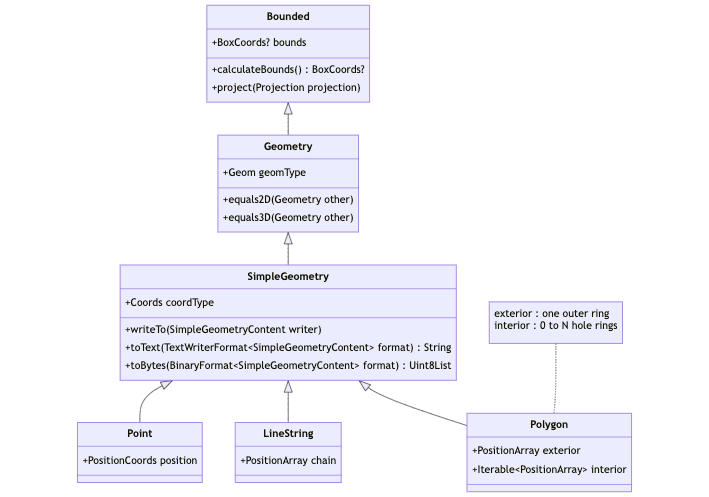 Bounded
+BoxCoords? bounds
+calculateBounds() : BoxCoords?
+project(Projection projection)
Geometry
+Geom geomType
+equals2D(Geometry other)
+equals3D(Geometry other)
SimpleGeometry
+Coords coordType
+writeTo(SimpleGeometryContent writer)
+toText(TextWriterFormat<SimpleGeometryContent> format) : String
+toBytes(BinaryFormat<SimpleGeometryContent> format) : Uint8List
exterior : one outer ring
interior : 0 to N hole rings
Point
+PositionCoords position
LineString
+PositionArray chain
Polygon
+PositionArray exterior
+Iterable<PositionArray> interior